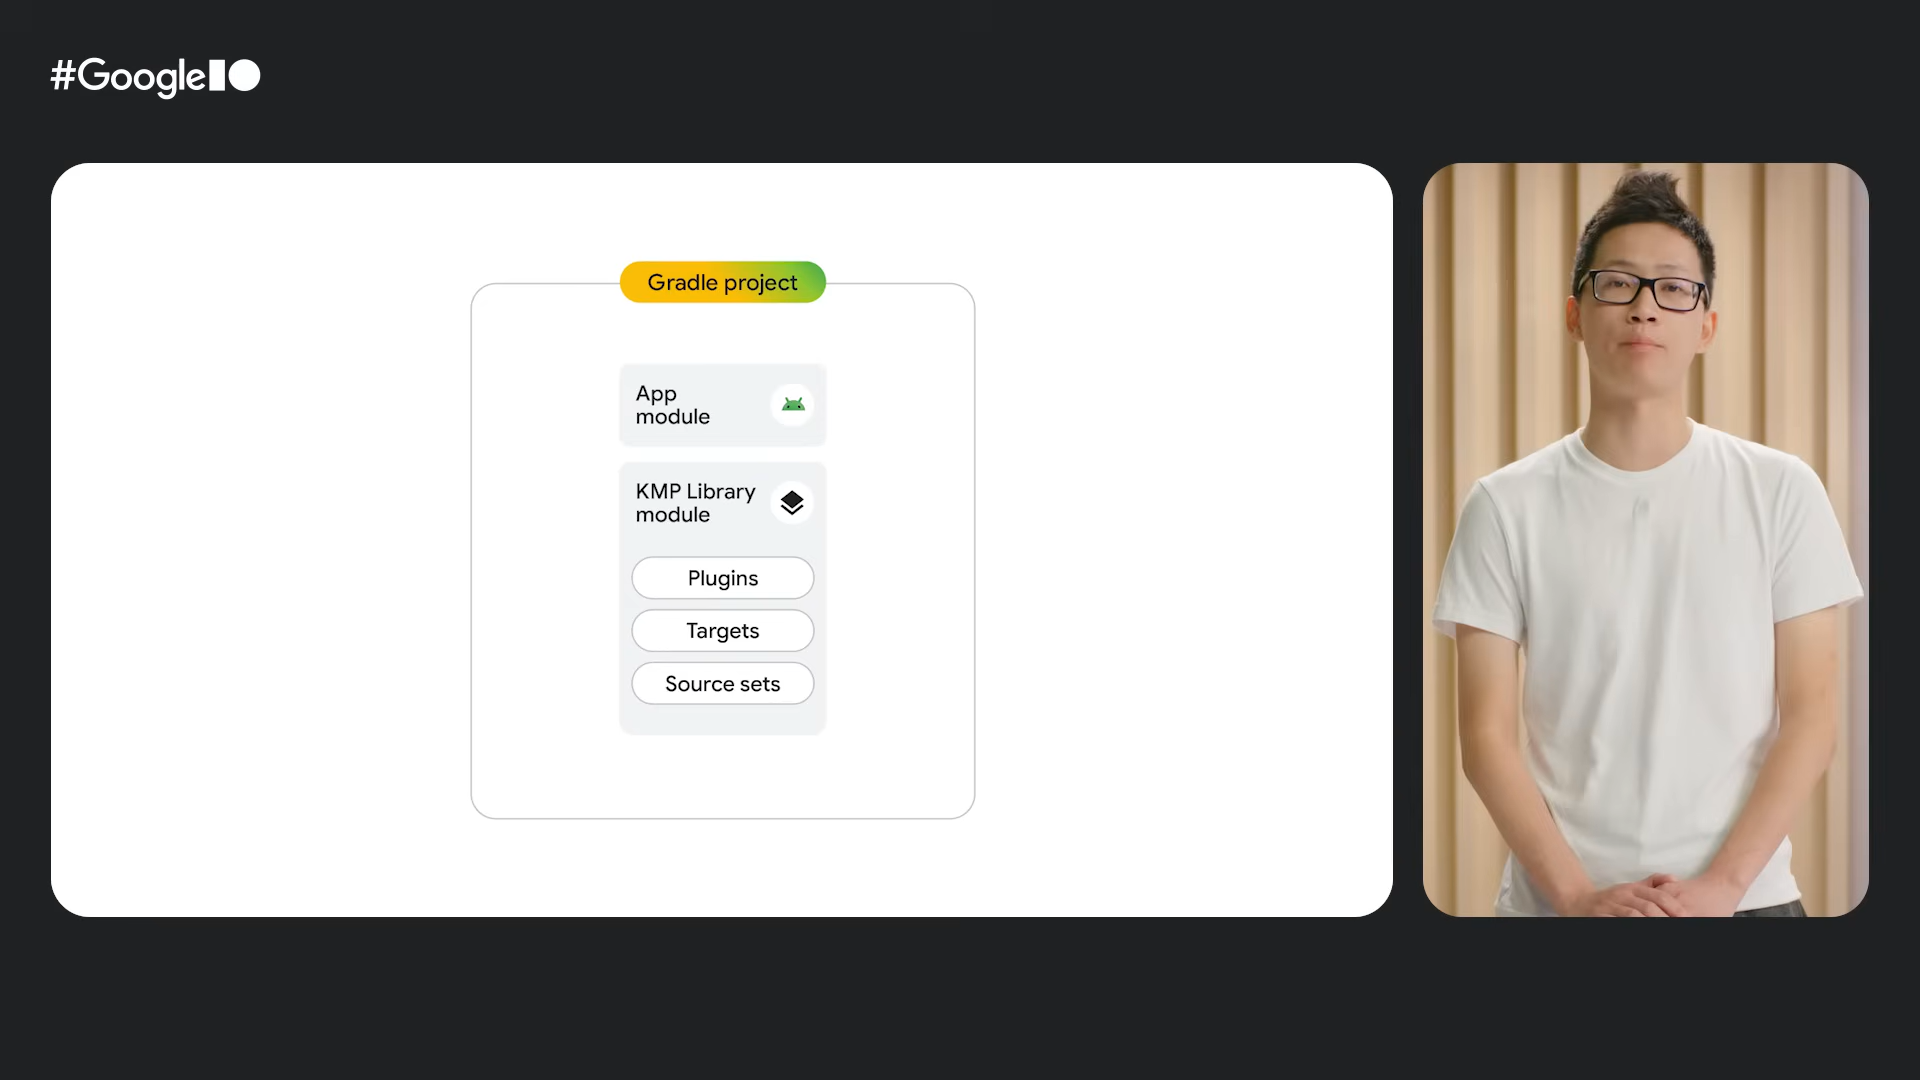 #GoogleIO
Gradle project
App
module
KMP Library
module
Plugins
Targets
Source sets